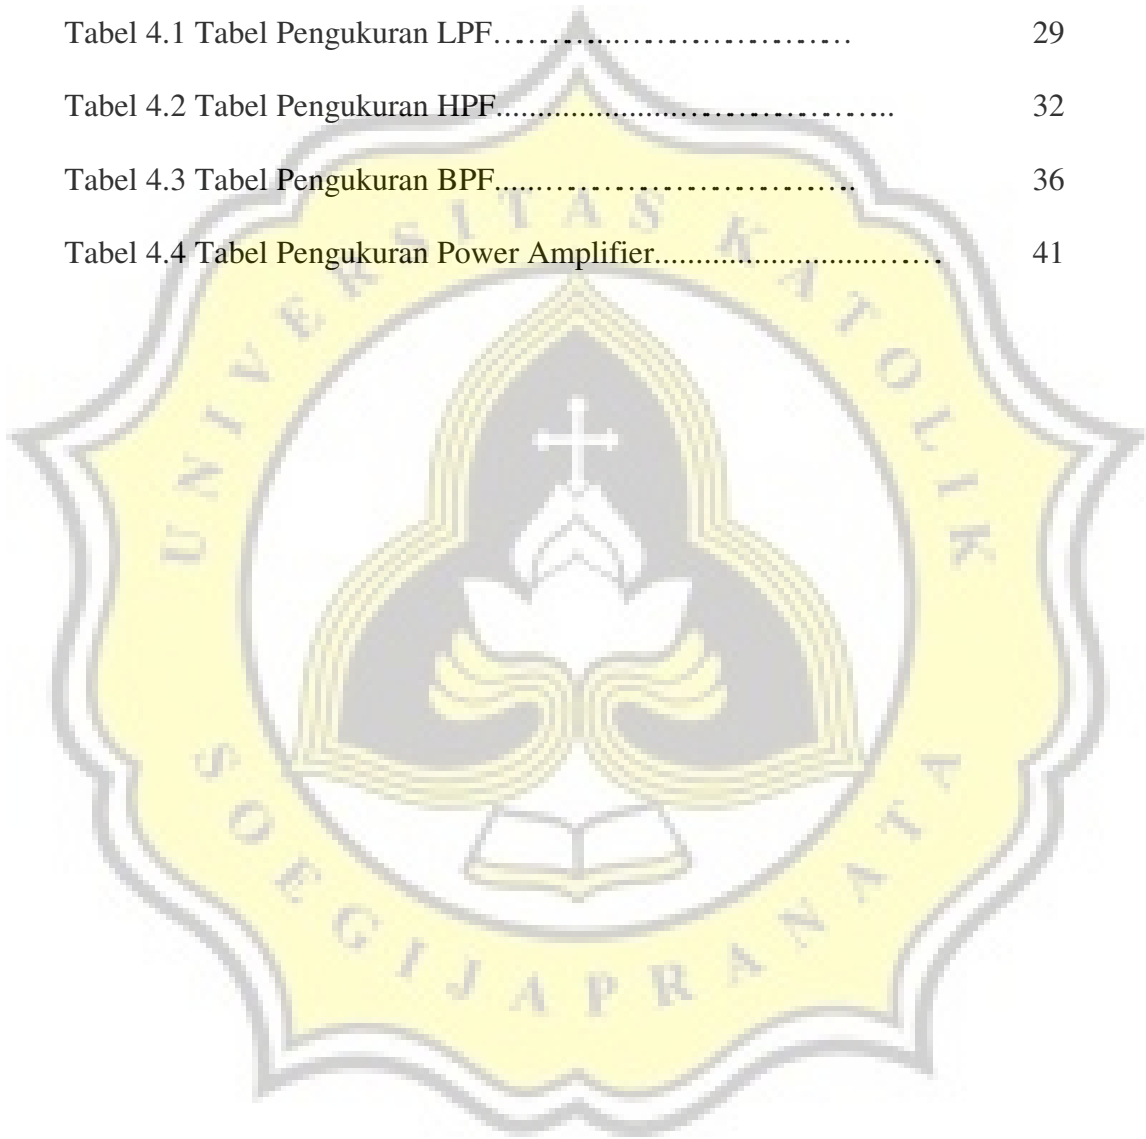 Tabel 4.1 Tabel Pengukuran LPF……………………………… 29
Tabel 4.2 Tabel Pengukuran HPF.......................………………….. 32
Tabel 4.3 Tabel Pengukuran BPF.....……………………………. 36
Tabel 4.4 Tabel Pengukuran Power Amplifier...........................……. 41
UNIVERSITAS KATOLIK
SOEGIJAPRANATA